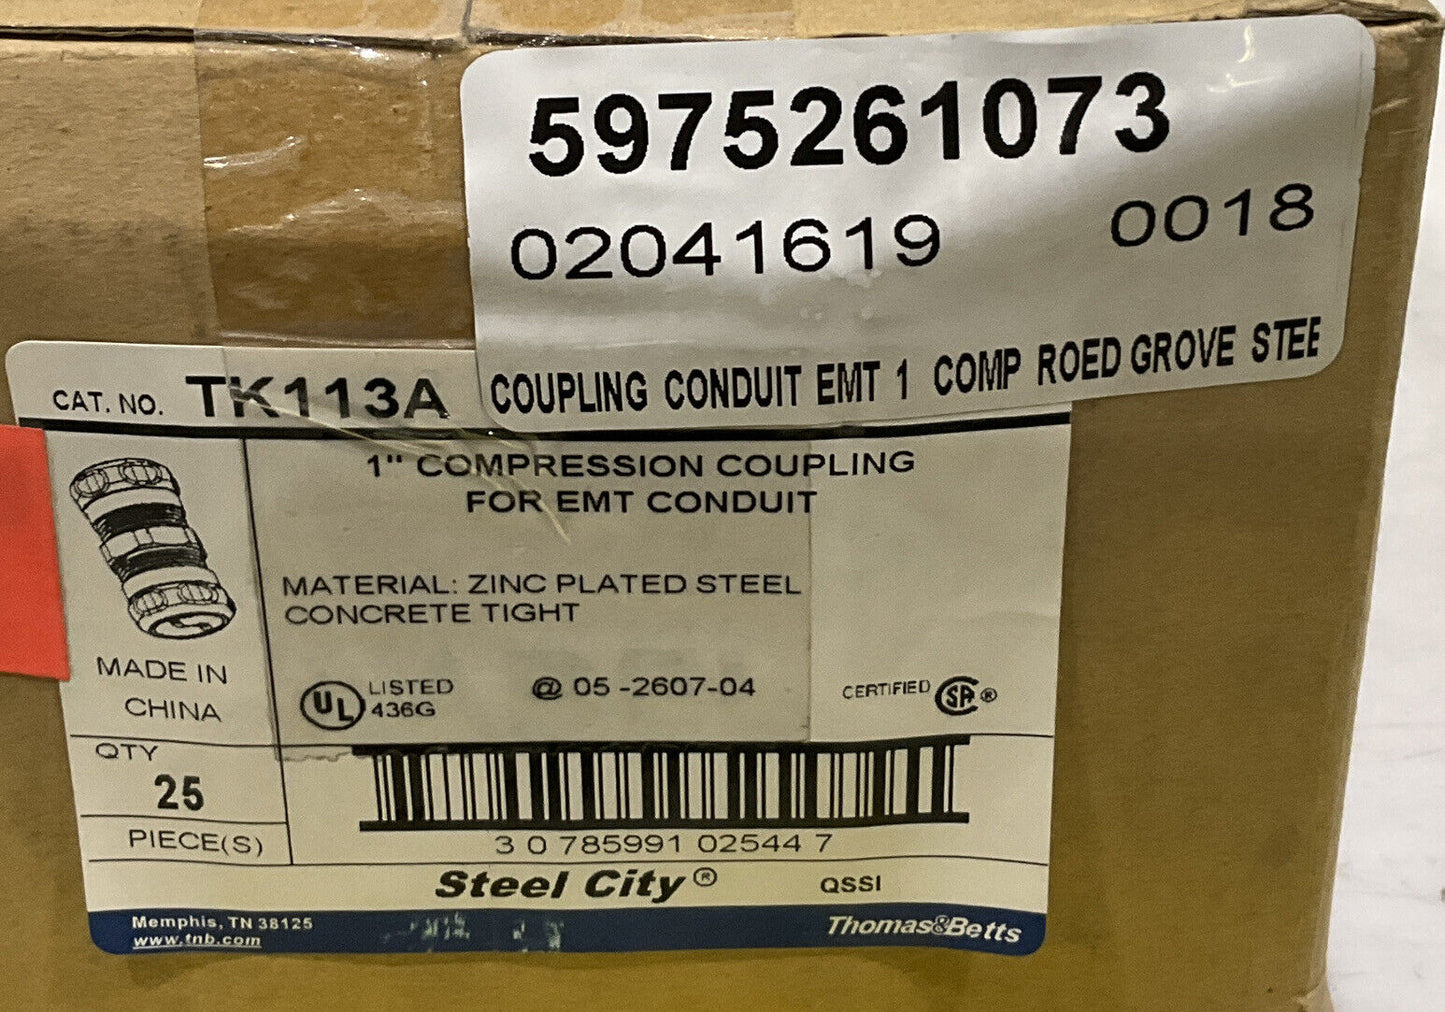 5975261073
02041619 0018
COUPLING CONDUIT EMT 1 COMP ROED GROVE STEE
CAT. NO. TK113A
1" COMPRESSION COUPLING
FOR EMT CONDUIT
MATERIAL: ZINC PLATED STEEL
CONCRETE TIGHT
MADE IN
CHINA
UL LISTED
436G
@ 05 -2607-04
CERTIFIED SA ®
QTY
25
PIECE(S)
3 0 785991 02544 7
Steel City®
QSSI
Memphis, TN 38125
www.tnb.com
Thomas&Betts